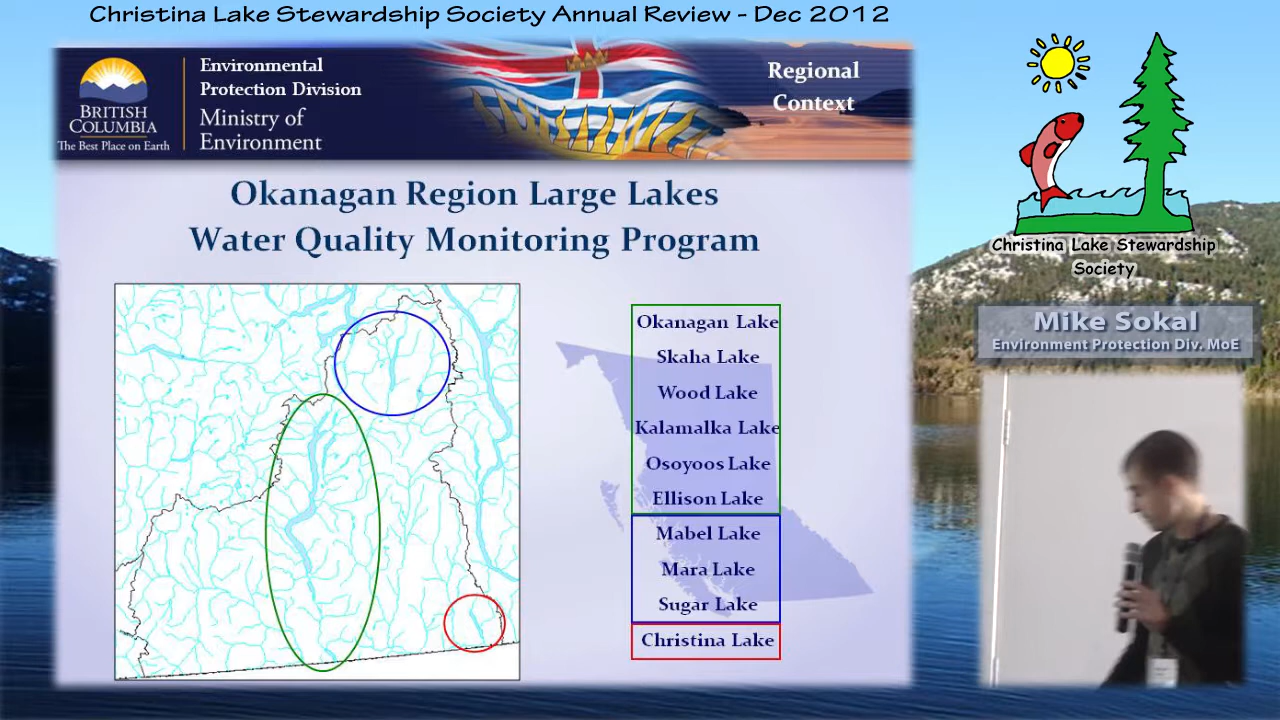 Christina Lake Stewardship Society Annual Review - Dec 2012
BRITISH
COLUMBIA
The Best Place on Earth
Environmental
Protection Division
Ministry of
Environment
Regional
Context
Okanagan Region Large Lakes
Water Quality Monitoring Program
Okanagan Lake
Skaha Lake
Wood Lake
Kalamalka Lake
Osoyoos Lake
Ellison Lake
Mabel Lake
Mara Lake
Sugar Lake
Christina Lake
Christina Lake Stewardship
Society
Mike Sokal
Environment Protection Div. MoE